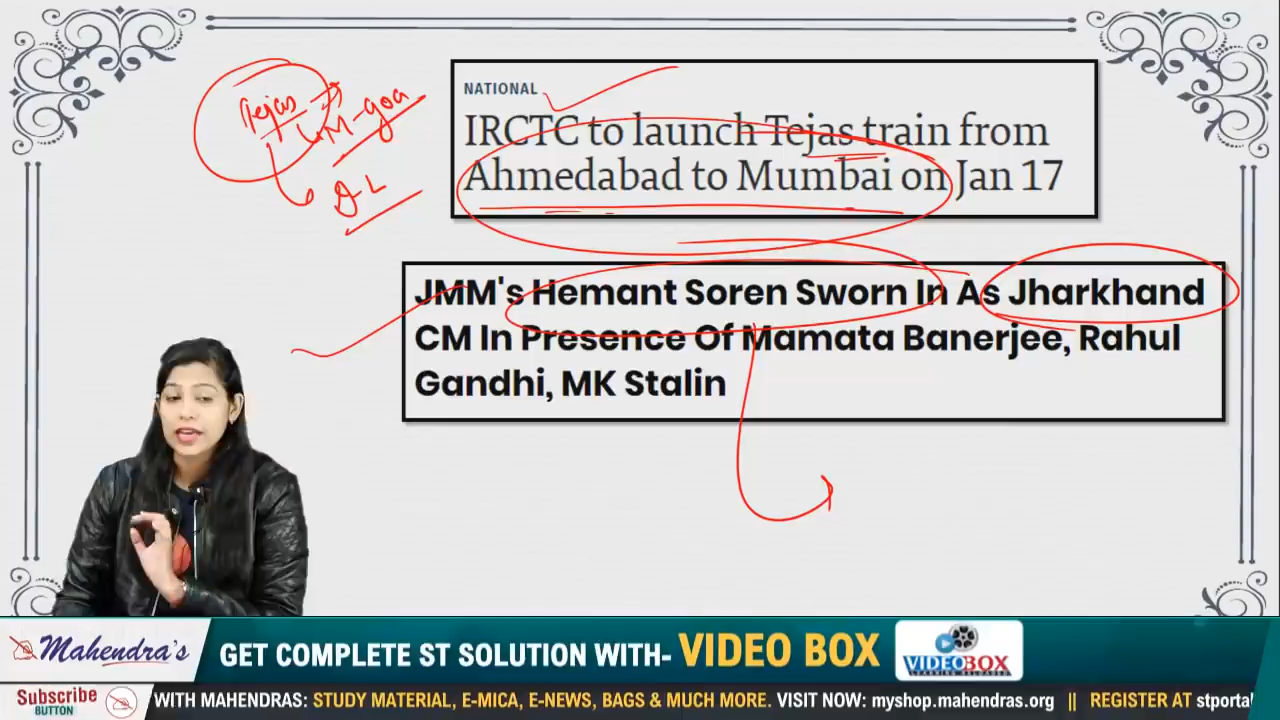 Tejas
M-goa
D L
NATIONAL
IRCTC to launch Tejas train from
Ahmedabad to Mumbai on Jan 17
JMM's Hemant Soren Sworn In As Jharkhand
CM In Presence Of Mamata Banerjee, Rahul
Gandhi, MK Stalin
Mahendra's
GET COMPLETE ST SOLUTION WITH- VIDEO BOX
VIDEOBOX
LEARNING RELOADED
Subscribe
BUTTON
WITH MAHENDRAS: STUDY MATERIAL, E-MICA, E-NEWS, BAGS & MUCH MORE. VISIT NOW: myshop.mahendras.org || REGISTER AT stportal